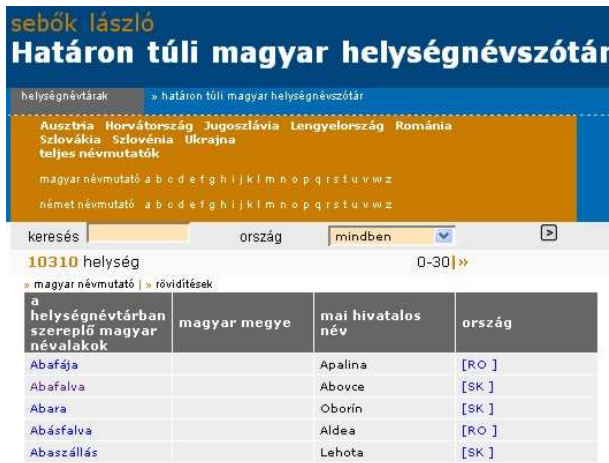 sebők lászló
Határon túli magyar helységnévszótár
helységnévtárak » határon túli magyar helységnévszótár
Ausztria Horvátország Jugoszlávia Lengyelország Románia
Szlovákia Szlovénia Ukrajna
teljes névmutatók
magyar névmutató a b c d e f g h i j k l m n o p q r s t u v w z
német névmutató a b c d e f g h i j k l m n o p q r s t u v w z
keresés ország mindben >
10310 helység 0-30|»
» magyar névmutató | » rövidítések
a helységnévtárban szereplő magyar névalakok magyar megye mai hivatalos név ország
Abafája Apalina [RO ]
Abafalva Abovce [SK ]
Abara Oborín [SK ]
Abásfalva Aldea [RO ]
Abaszállás Lehota [SK ]